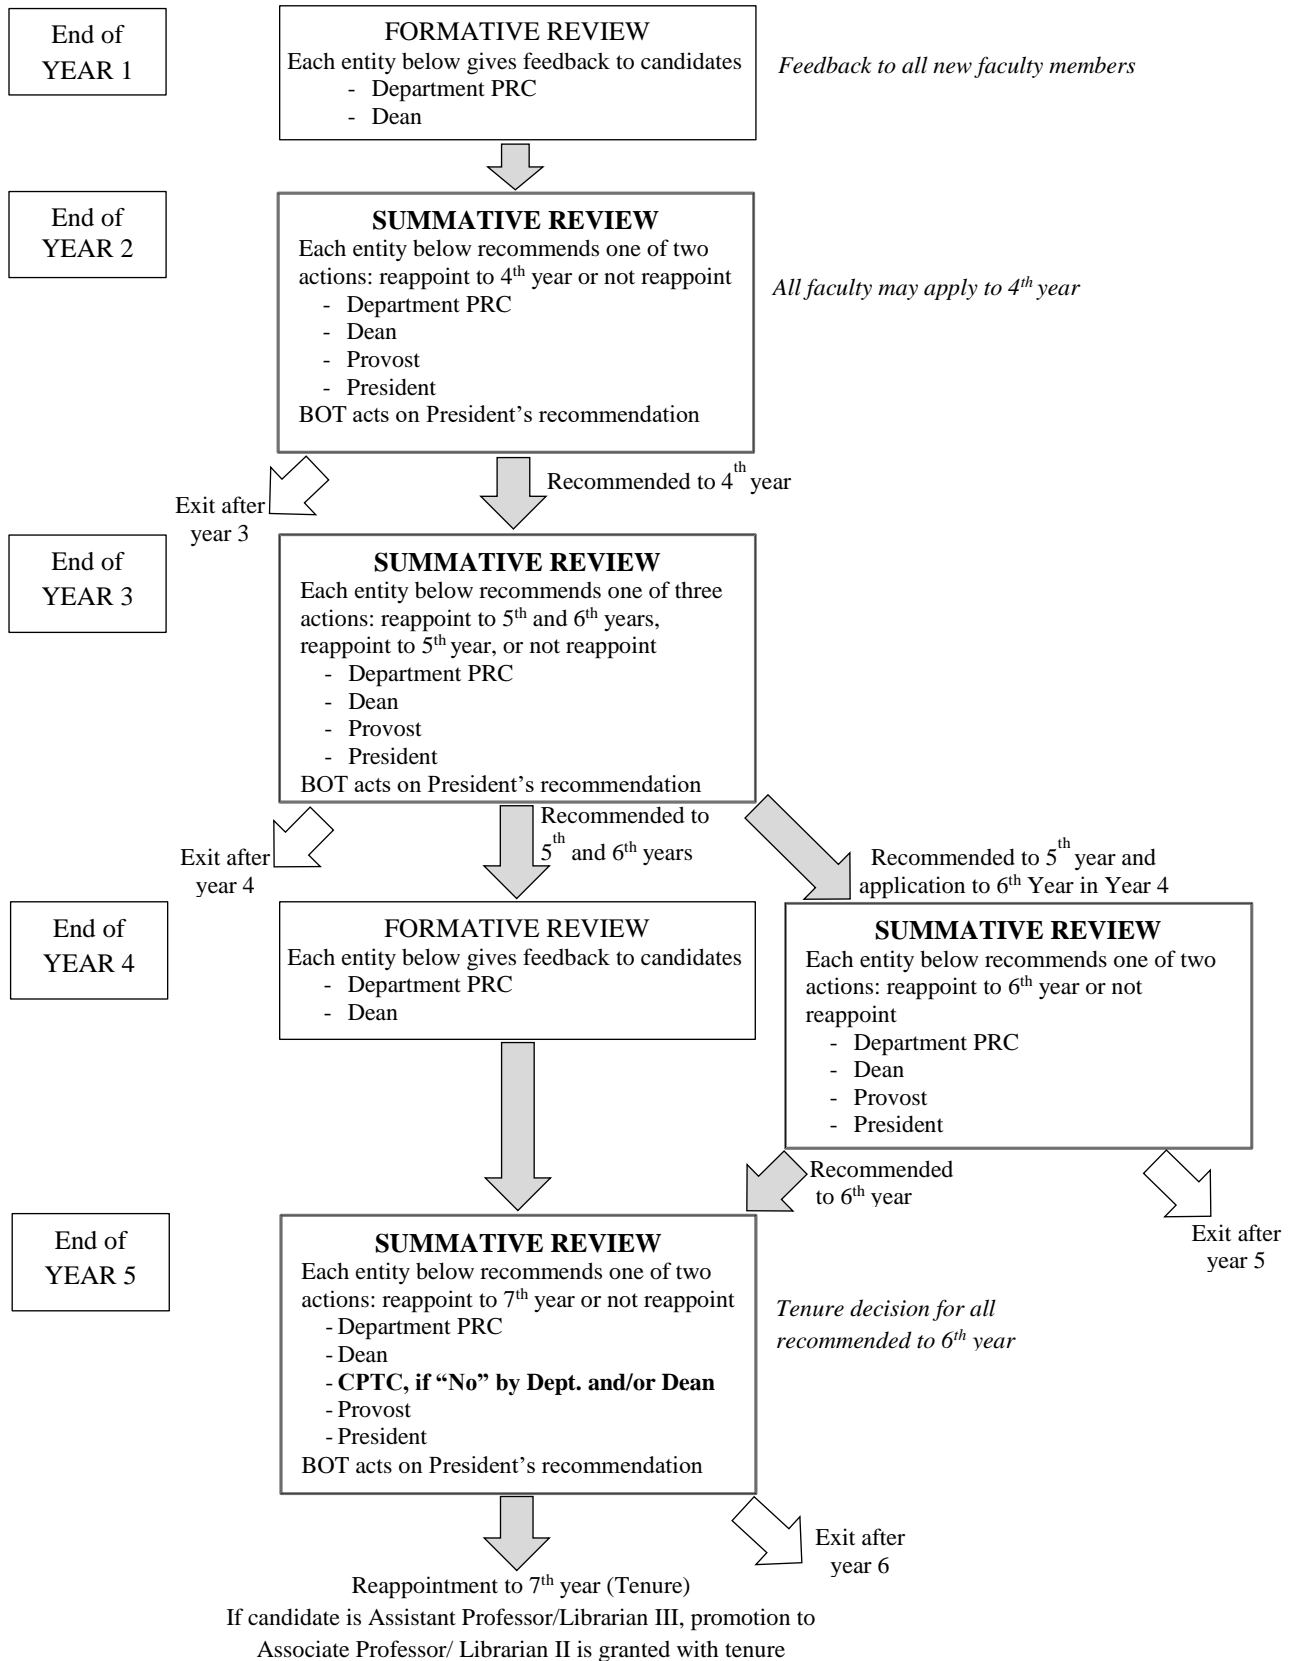 End of
YEAR 1
FORMATIVE REVIEW
Each entity below gives feedback to candidates
- Department PRC
- Dean
Feedback to all new faculty members
End of
YEAR 2
SUMMATIVE REVIEW
Each entity below recommends one of two
actions: reappoint to 4th year or not reappoint
- Department PRC
- Dean
- Provost
- President
BOT acts on President’s recommendation
All faculty may apply to 4th year
Exit after
year 3
Recommended to 4th year
End of
YEAR 3
SUMMATIVE REVIEW
Each entity below recommends one of three
actions: reappoint to 5th and 6th years,
reappoint to 5th year, or not reappoint
- Department PRC
- Dean
- Provost
- President
BOT acts on President’s recommendation
Exit after
year 4
Recommended to
5th and 6th years
Recommended to 5th year and
application to 6th Year in Year 4
End of
YEAR 4
FORMATIVE REVIEW
Each entity below gives feedback to candidates
- Department PRC
- Dean
SUMMATIVE REVIEW
Each entity below recommends one of two
actions: reappoint to 6th year or not
reappoint
- Department PRC
- Dean
- Provost
- President
Recommended
to 6th year
Exit after
year 5
End of
YEAR 5
SUMMATIVE REVIEW
Each entity below recommends one of two
actions: reappoint to 7th year or not reappoint
- Department PRC
- Dean
- CPTC, if “No” by Dept. and/or Dean
- Provost
- President
BOT acts on President’s recommendation
Tenure decision for all
recommended to 6th year
Exit after
year 6
Reappointment to 7th year (Tenure)
If candidate is Assistant Professor/Librarian III, promotion to
Associate Professor/ Librarian II is granted with tenure